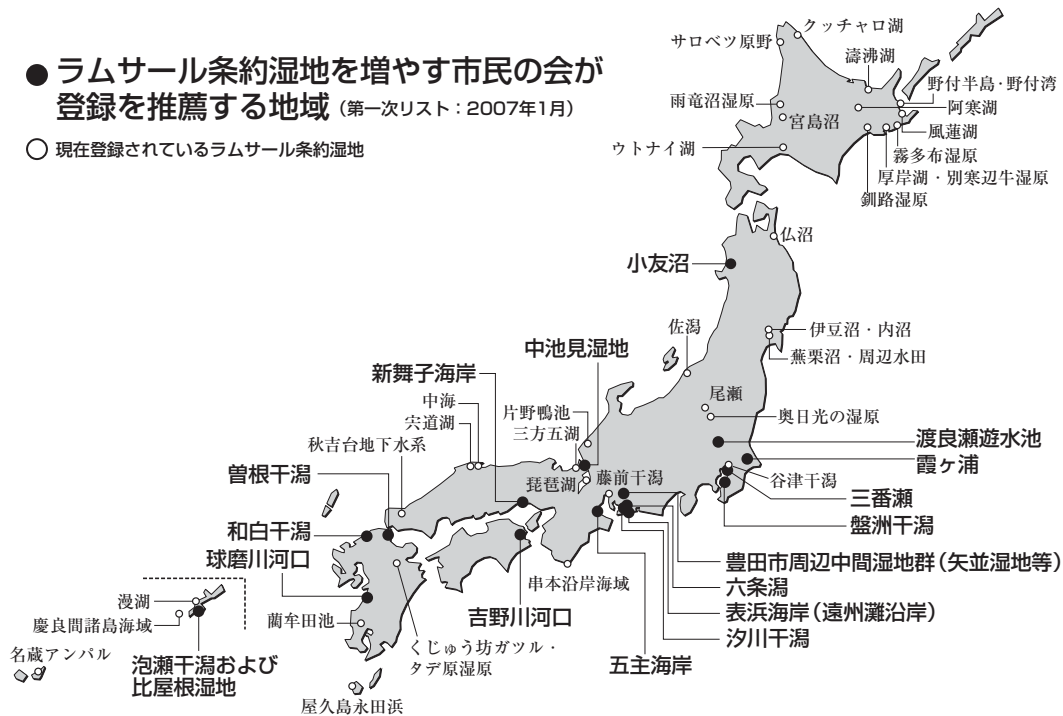 ● ラムサール条約湿地を増やす市民の会が
登録を推薦する地域（第一次リスト：2007年1月）
○ 現在登録されているラムサール条約湿地
クッチャロ湖
サロベツ原野
濤沸湖
野付半島・野付湾
雨竜沼湿原
阿寒湖
宮島沼
風蓮湖
ウトナイ湖
霧多布湿原
厚岸湖・別寒辺牛湿原
釧路湿原
仏沼
小友沼
佐潟
伊豆沼・内沼
中池見湿地
蕪栗沼・周辺水田
新舞子海岸
中海
尾瀬
宍道湖
片野鴨池
奥日光の湿原
三方五湖
秋吉台地下水系
渡良瀬遊水池
霞ヶ浦
曽根干潟
琵琶湖
藤前干潟
谷津干潟
三番瀬
盤洲干潟
和白干潟
球磨川河口
豊田市周辺中間湿地群（矢並湿地等）
串本沿岸海域
六条潟
漫湖
表浜海岸（遠州灘沿岸）
慶良間諸島海域
藺牟田池
吉野川河口
汐川干潟
名蔵アンパル
くじゅう坊ガツル・
タデ原湿原
泡瀬干潟および
比屋根湿地
五主海岸
屋久島永田浜